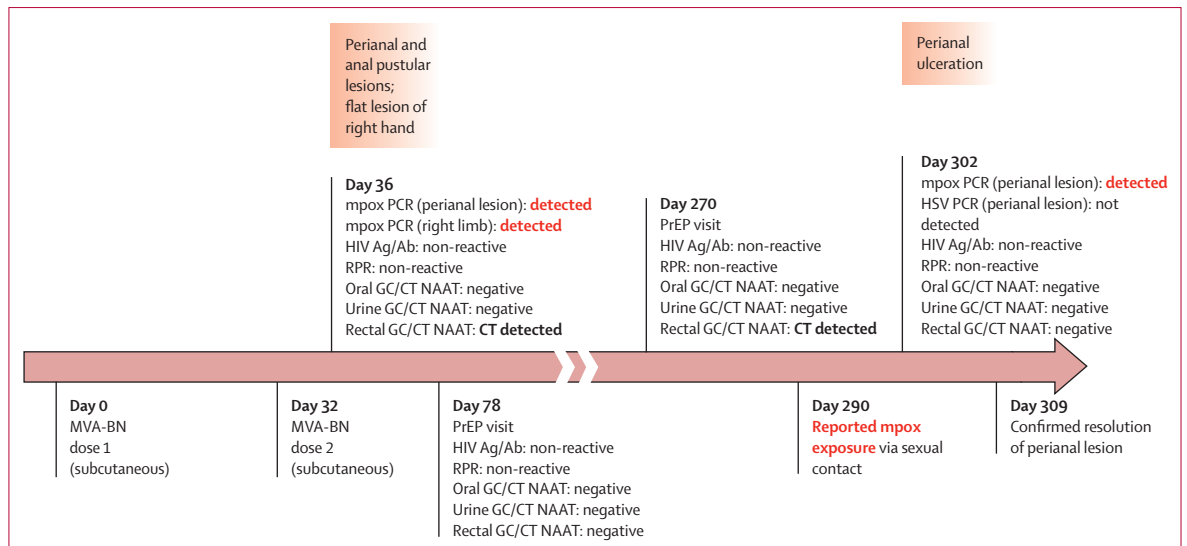 Perianal and
anal pustular
lesions;
flat lesion of
right hand
Perianal
ulceration
Day 36
mpox PCR (perianal lesion): detected
mpox PCR (right limb): detected
HIV Ag/Ab: non-reactive
RPR: non-reactive
Oral GC/CT NAAT: negative
Urine GC/CT NAAT: negative
Rectal GC/CT NAAT: CT detected
Day 270
PrEP visit
HIV Ag/Ab: non-reactive
RPR: non-reactive
Oral GC/CT NAAT: negative
Urine GC/CT NAAT: negative
Rectal GC/CT NAAT: CT detected
Day 302
mpox PCR (perianal lesion): detected
HSV PCR (perianal lesion): not
detected
HIV Ag/Ab: non-reactive
RPR: non-reactive
Oral GC/CT NAAT: negative
Urine GC/CT NAAT: negative
Rectal GC/CT NAAT: negative
Day 0
MVA-BN
dose 1
(subcutaneous)
Day 32
MVA-BN
dose 2
(subcutaneous)
Day 78
PrEP visit
HIV Ag/Ab: non-reactive
RPR: non-reactive
Oral GC/CT NAAT: negative
Urine GC/CT NAAT: negative
Rectal GC/CT NAAT: negative
Day 290
Reported mpox
exposure via sexual
contact
Day 309
Confirmed resolution
of perianal lesion